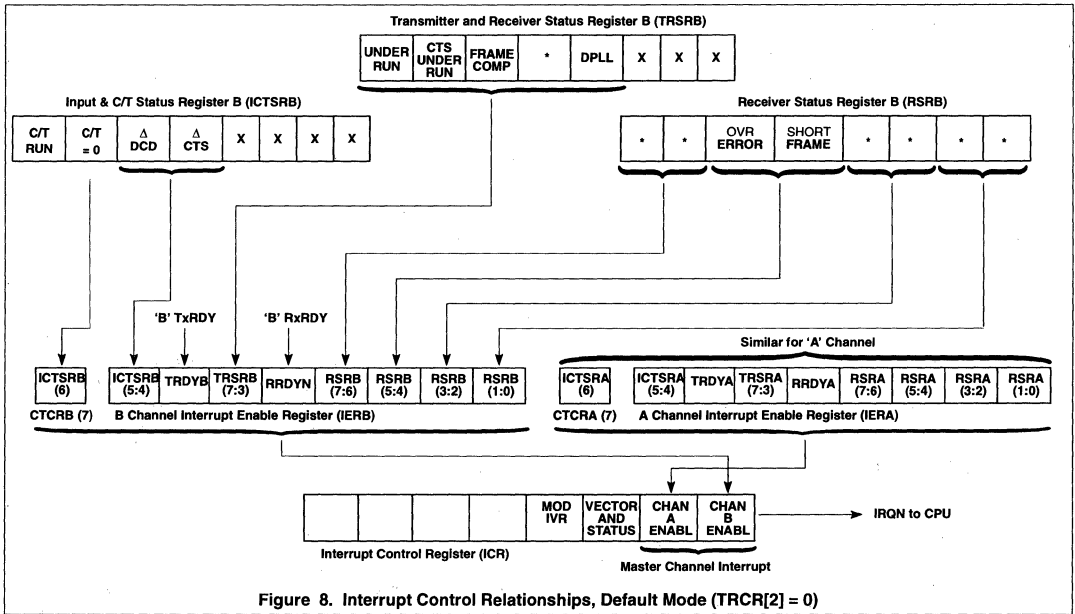 Transmitter and Receiver Status Register B (TRSRB)
UNDER RUN
CTS UNDER RUN
FRAME COMP
*
DPLL
X
X
X
Input & C/T Status Register B (ICTSRB)
C/T RUN
C/T = 0
Δ DCD
Δ CTS
X
X
X
X
Receiver Status Register B (RSRB)
*
*
OVR ERROR
SHORT FRAME
*
*
*
*
'B' TxRDY
'B' RxRDY
Similar for 'A' Channel
ICTSRB (6)
ICTSRB (5:4)
TRDYB
TRSRB (7:3)
RRDYN
RSRB (7:6)
RSRB (5:4)
RSRB (3:2)
RSRB (1:0)
CTCRB (7)
B Channel Interrupt Enable Register (IERB)
ICTSRA (6)
ICTSRA (5:4)
TRDYA
TRSRA (7:3)
RRDYA
RSRA (7:6)
RSRA (5:4)
RSRA (3:2)
RSRA (1:0)
CTCRA (7)
A Channel Interrupt Enable Register (IERA)
MOD IVR
VECTOR AND STATUS
CHAN A ENABL
CHAN B ENABL
IRQN to CPU
Interrupt Control Register (ICR)
Master Channel Interrupt
Figure 8. Interrupt Control Relationships, Default Mode (TRCR[2] = 0)